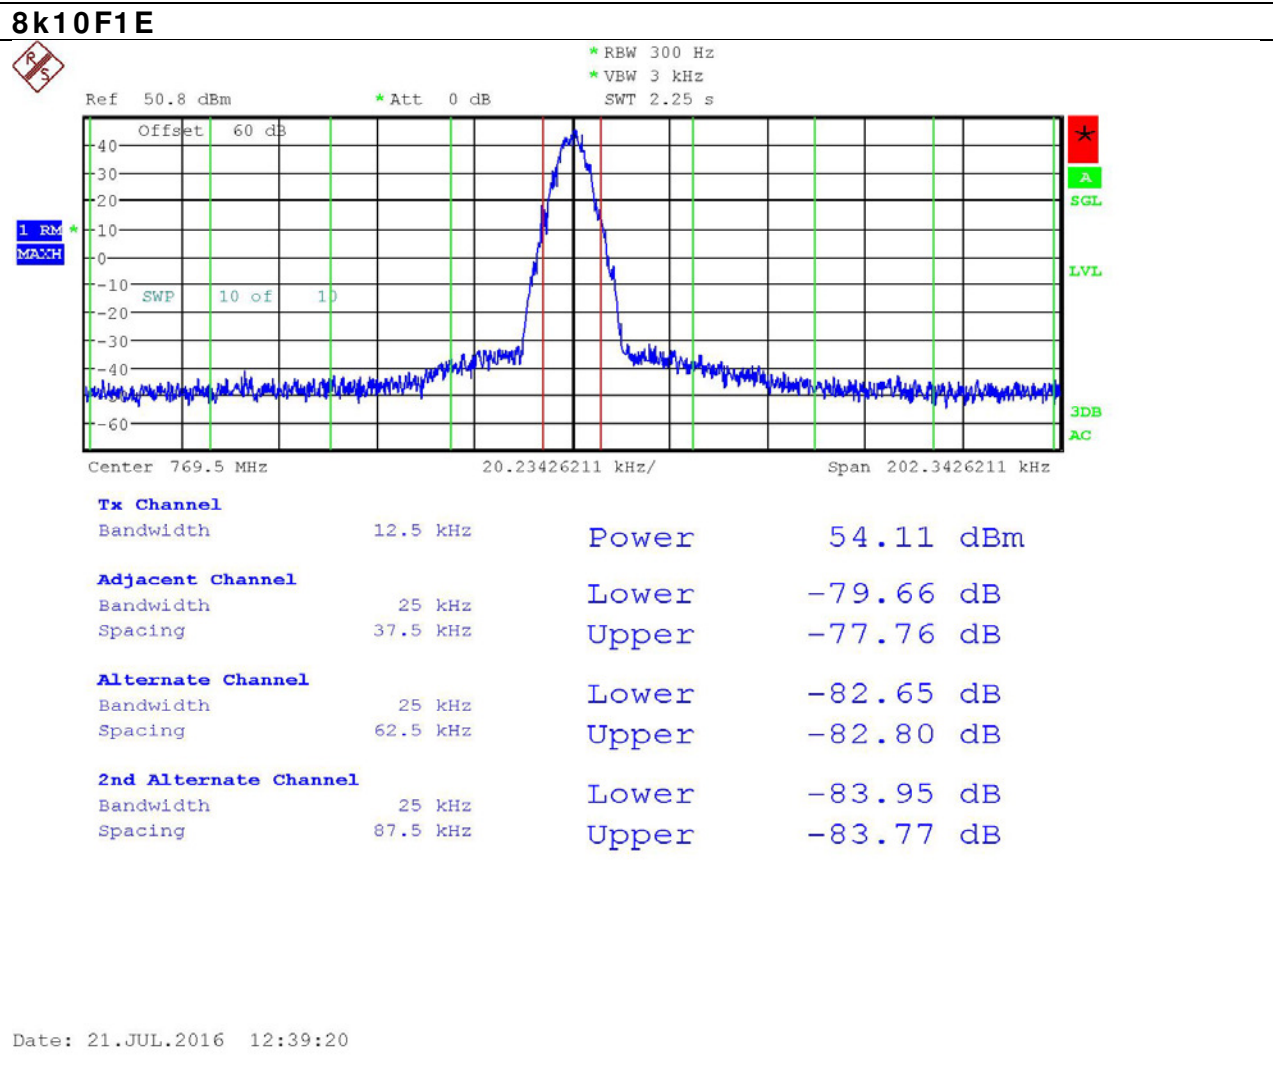 8k10F1E
R S
* RBW 300 Hz
* VBW 3 kHz
Ref 50.8 dBm * Att 0 dB SWT 2.25 s
Offset 60 dB
40
30
20
10
0
-10
-20
-30
-40
-50
-60
1 RM *
MAXH
SWP 10 of 10
*
A
SGL
LVL
3DB
AC
Center 769.5 MHz 20.23426211 kHz/ Span 202.3426211 kHz
Tx Channel
Bandwidth 12.5 kHz Power 54.11 dBm
Adjacent Channel
Bandwidth 25 kHz Lower -79.66 dB
Spacing 37.5 kHz Upper -77.76 dB
Alternate Channel
Bandwidth 25 kHz Lower -82.65 dB
Spacing 62.5 kHz Upper -82.80 dB
2nd Alternate Channel
Bandwidth 25 kHz Lower -83.95 dB
Spacing 87.5 kHz Upper -83.77 dB
Date: 21.JUL.2016 12:39:20